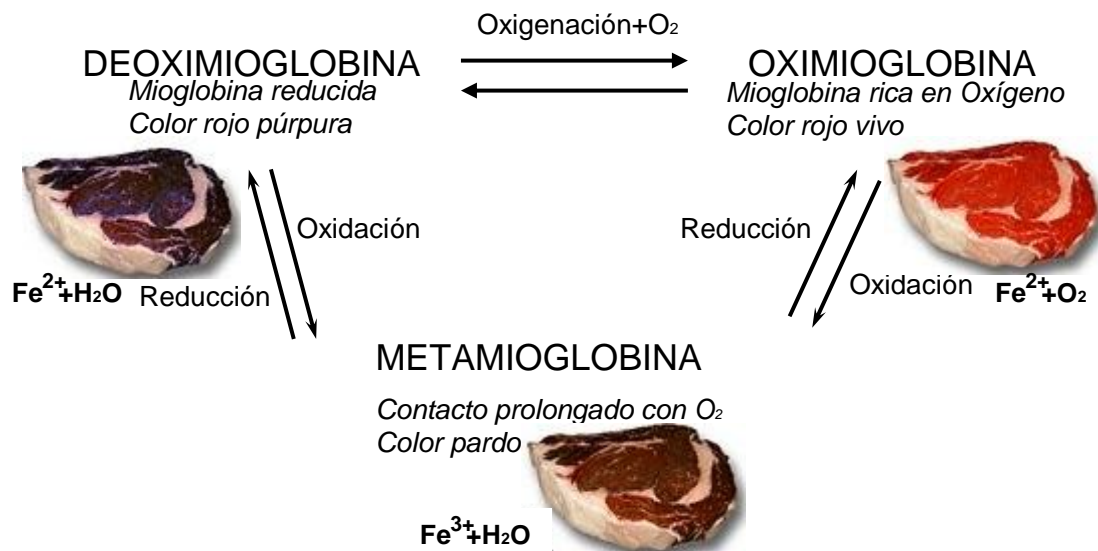 Oxigenación+O₂
DEOXIMIOGLOBINA
Mioglobina reducida
Color rojo púrpura
OXIMIOGLOBINA
Mioglobina rica en Oxígeno
Color rojo vivo
Oxidación
Reducción
Fe²⁺+H₂O
Reducción
Oxidación
Fe²⁺+O₂
METAMIOGLOBINA
Contacto prolongado con O₂
Color pardo
Fe³⁺+H₂O